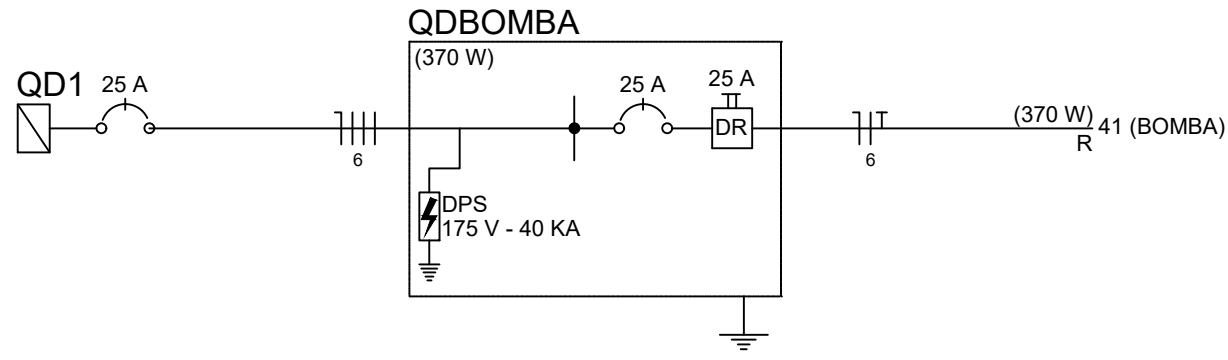 QDBOMBA
(370 W)
QD1
25 A
25 A
25 A
DR
(370 W)
41 (BOMBA)
R
6
6
DPS
175 V - 40 KA